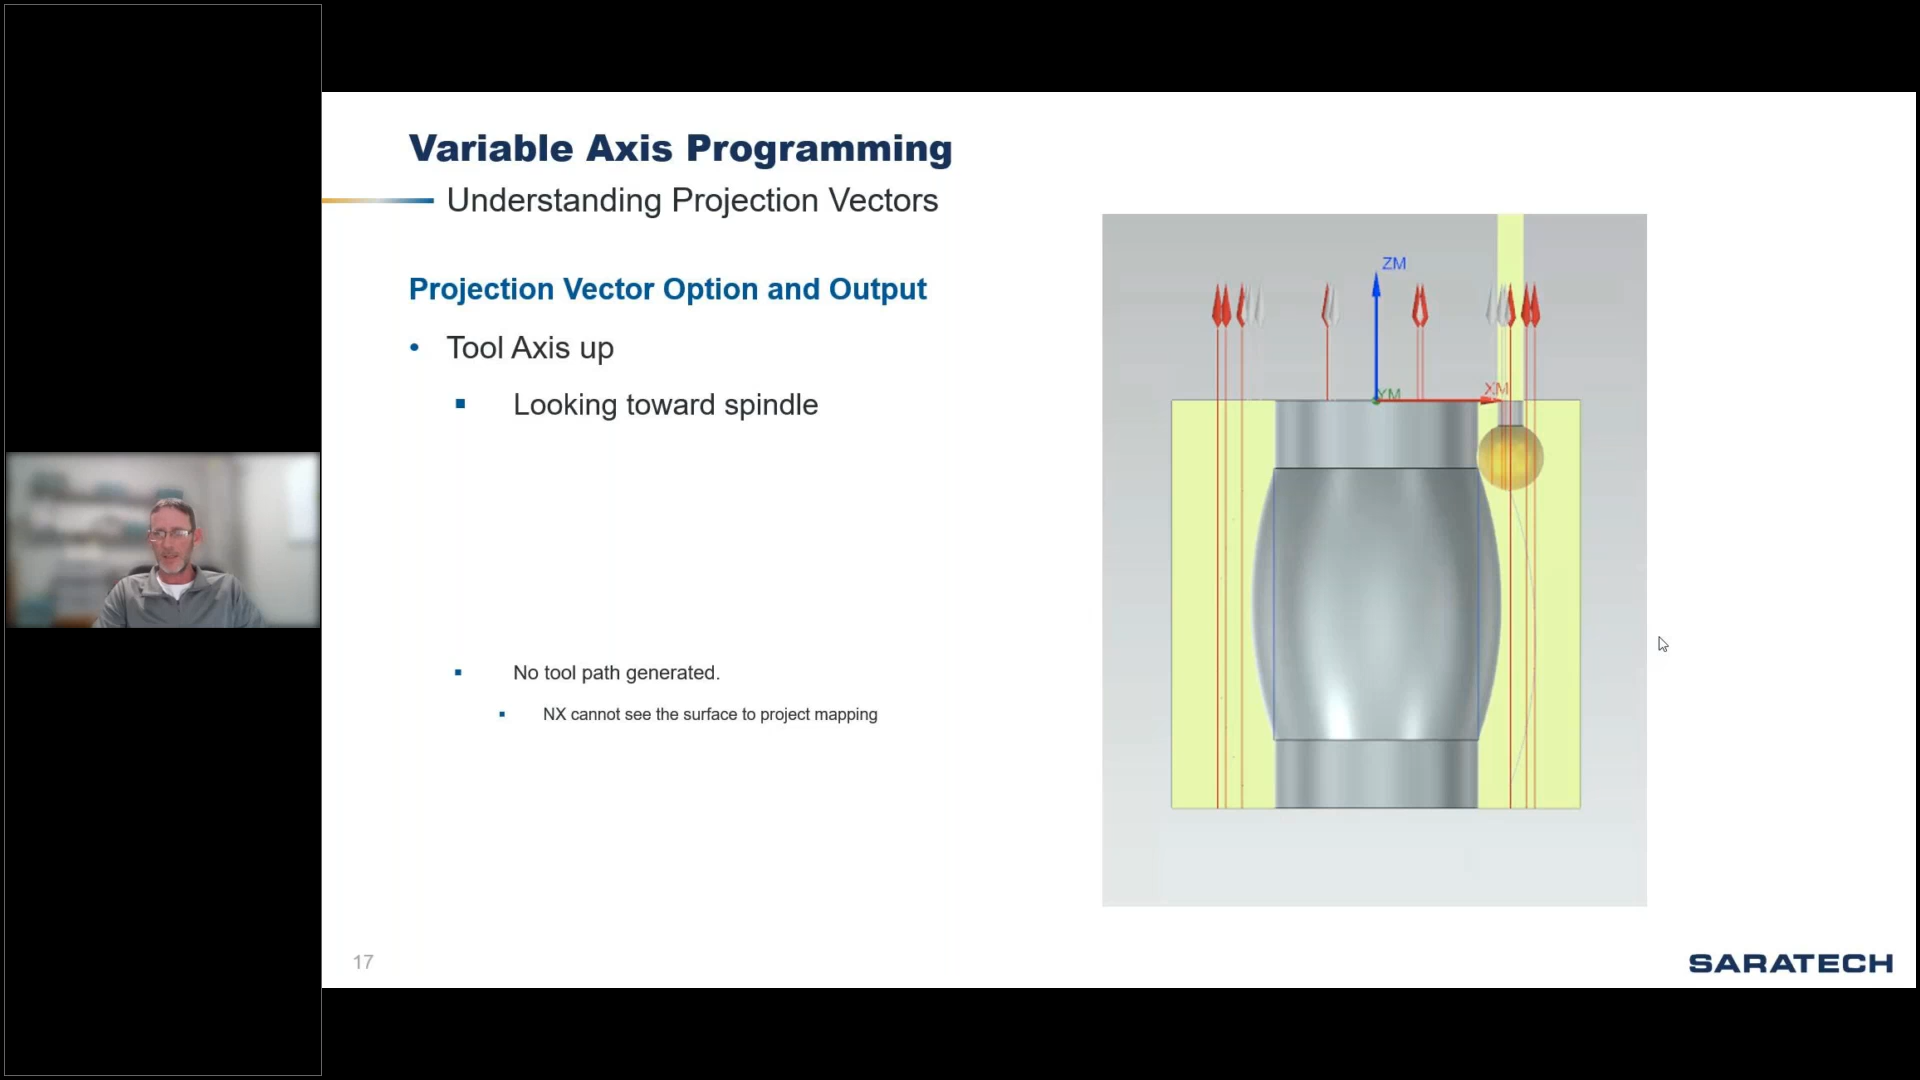 Variable Axis Programming
Understanding Projection Vectors
Projection Vector Option and Output
• Tool Axis up
▪ Looking toward spindle
▪ No tool path generated.
▪ NX cannot see the surface to project mapping
ZM
YM
XM
17
SARATECH